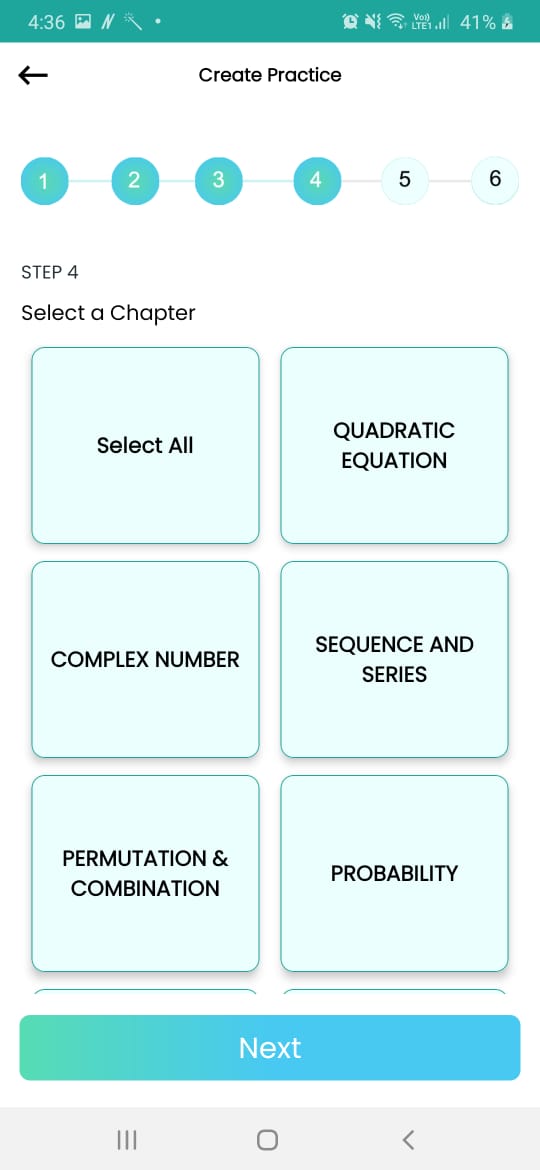 4:36
Vo)) LTE1 41%
Create Practice
1 2 3 4 5 6
STEP 4
Select a Chapter
Select All
QUADRATIC
EQUATION
COMPLEX NUMBER
SEQUENCE AND
SERIES
PERMUTATION &
COMBINATION
PROBABILITY
Next